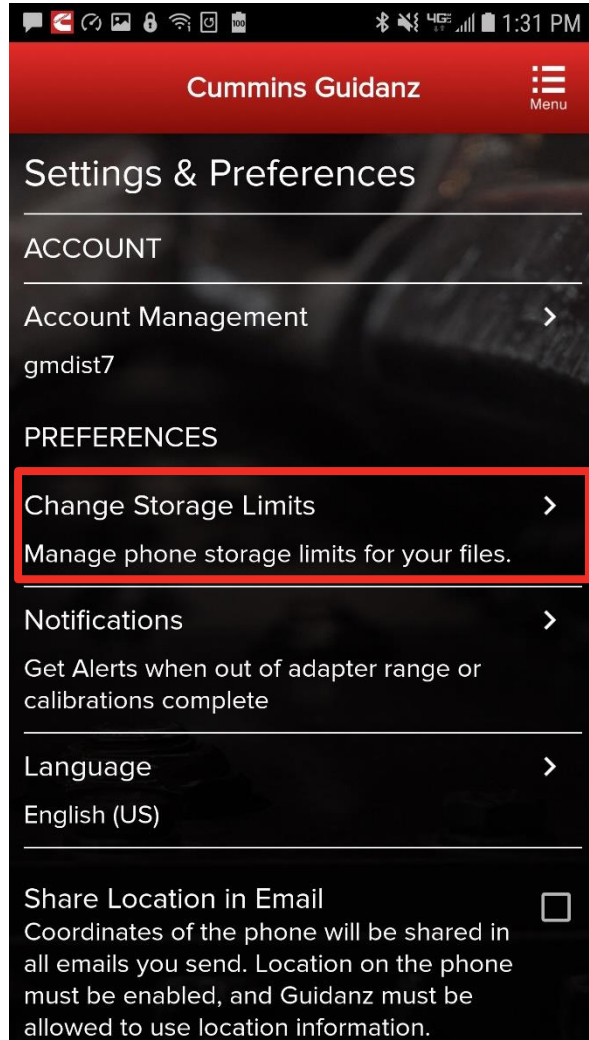 100
4GE
1:31 PM
Cummins Guidanz
Menu
Settings & Preferences
ACCOUNT
Account Management
gmdist7
PREFERENCES
Change Storage Limits
Manage phone storage limits for your files.
Notifications
Get Alerts when out of adapter range or
calibrations complete
Language
English (US)
Share Location in Email
Coordinates of the phone will be shared in
all emails you send. Location on the phone
must be enabled, and Guidanz must be
allowed to use location information.